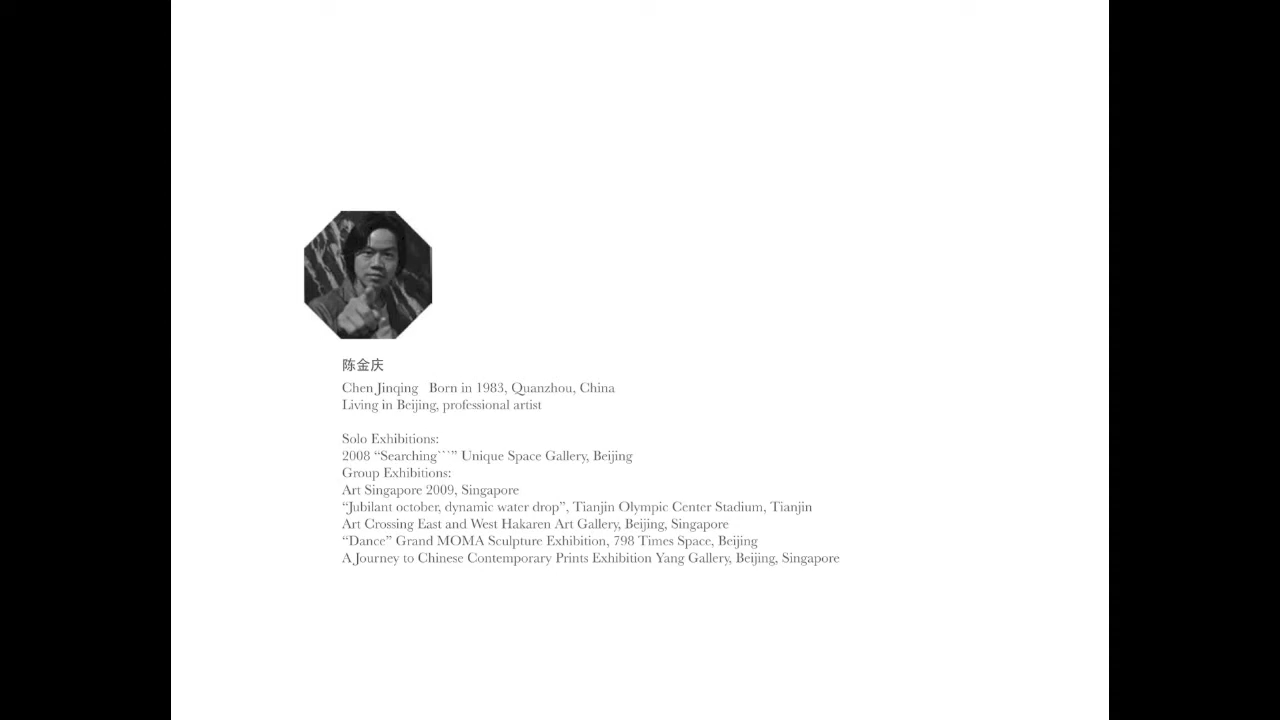 陈金庆
Chen Jinqing Born in 1983, Quanzhou, China
Living in Beijing, professional artist
Solo Exhibitions:
2008 “Searching```” Unique Space Gallery, Beijing
Group Exhibitions:
Art Singapore 2009, Singapore
“Jubilant october, dynamic water drop”, Tianjin Olympic Center Stadium, Tianjin
Art Crossing East and West Hakaren Art Gallery, Beijing, Singapore
“Dance” Grand MOMA Sculpture Exhibition, 798 Times Space, Beijing
A Journey to Chinese Contemporary Prints Exhibition Yang Gallery, Beijing, Singapore